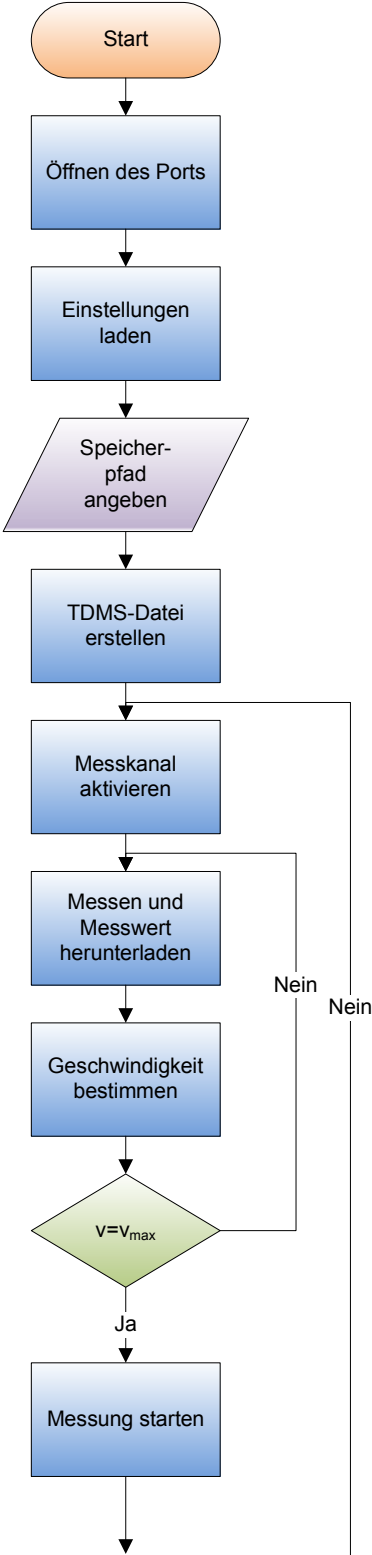 Start
Öffnen des Ports
Einstellungen
laden
Speicher-
pfad
angeben
TDMS-Datei
erstellen
Messkanal
aktivieren
Messen und
Messwert
herunterladen
Nein
Nein
Geschwindigkeit
bestimmen
v=vmax
Ja
Messung starten